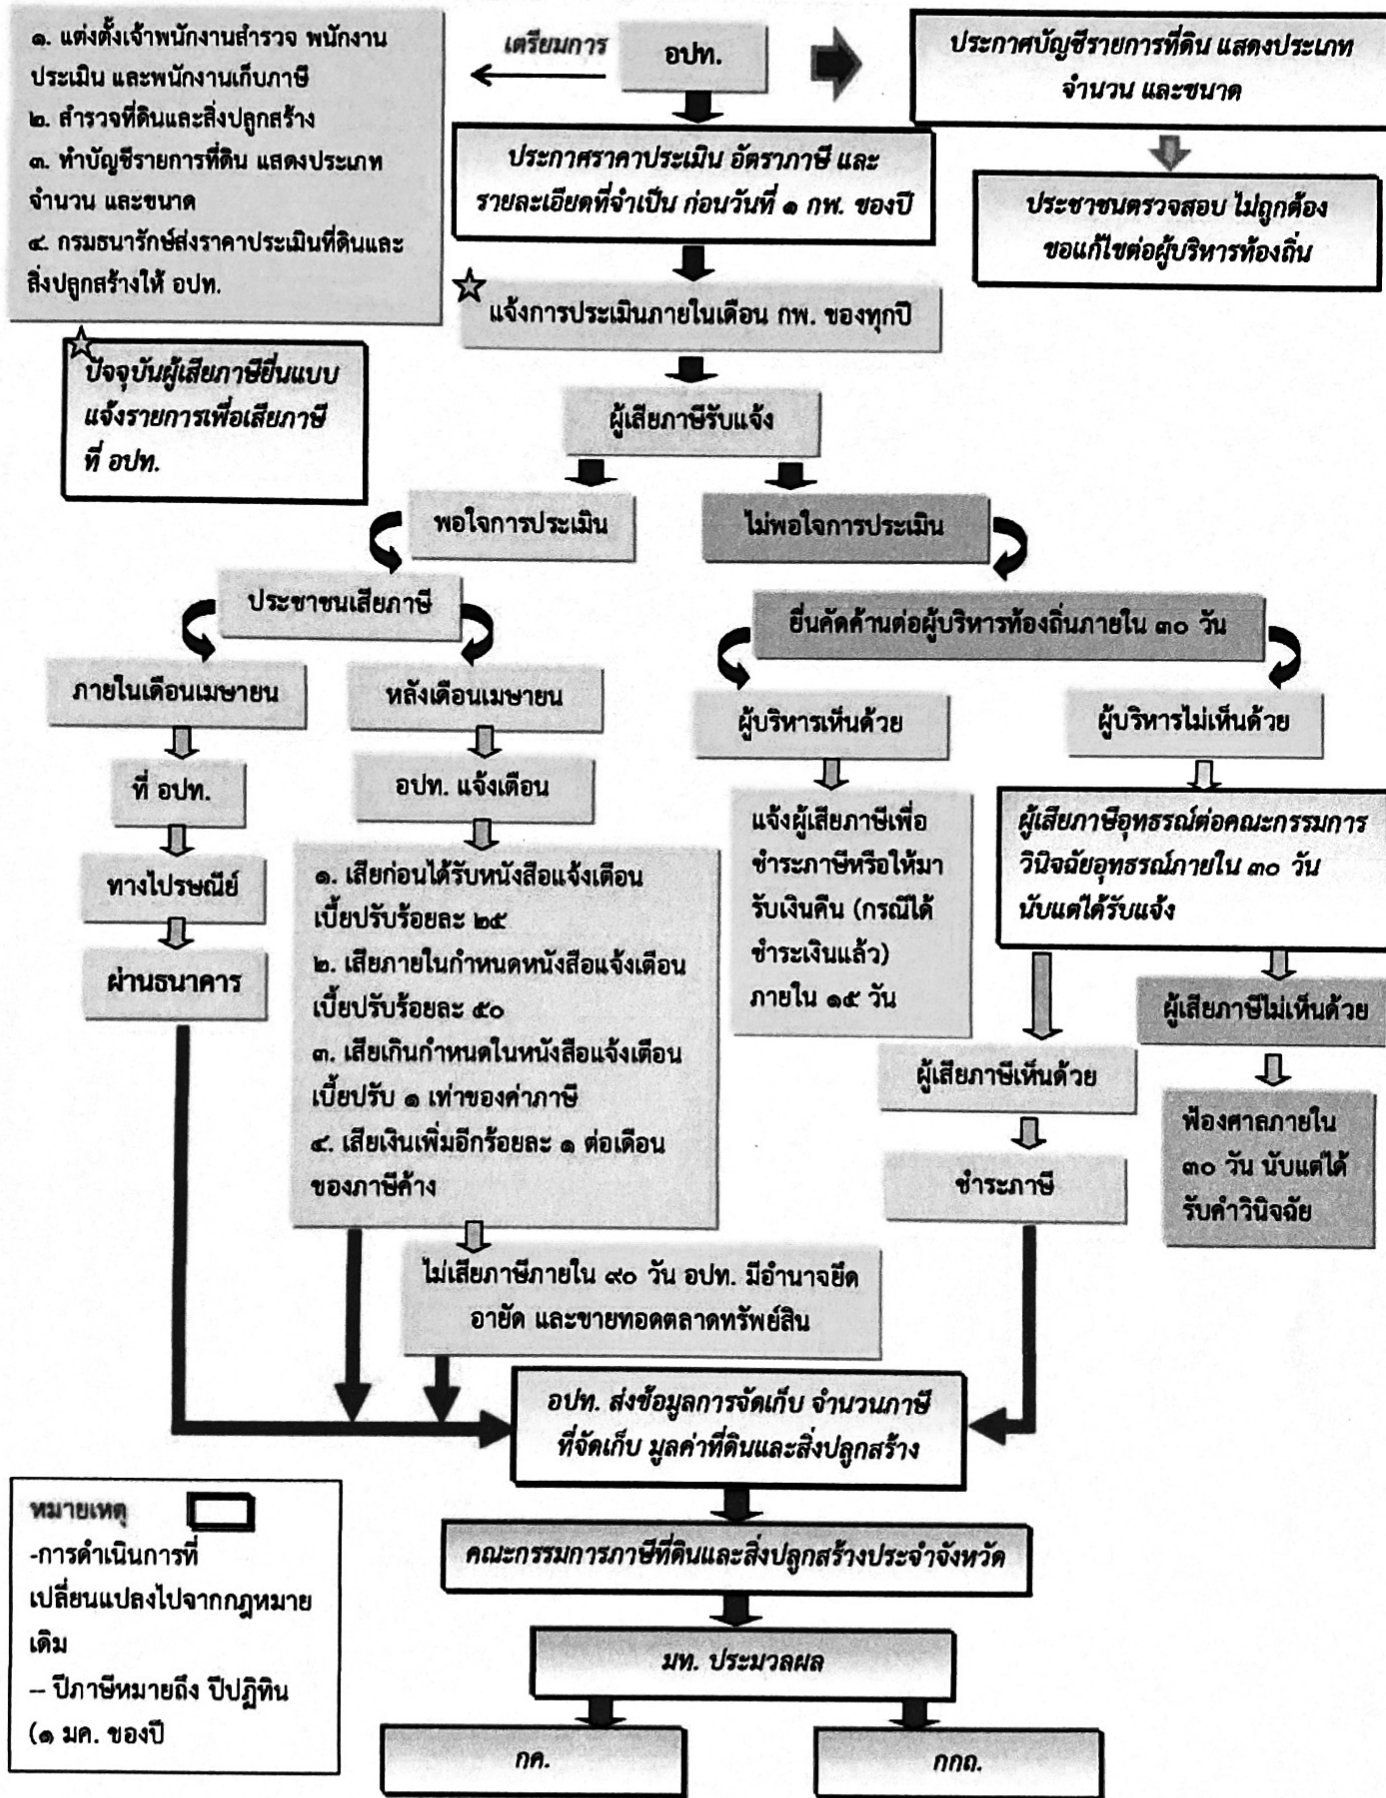 ๑. แต่งตั้งเจ้าพนักงานสำรวจ พนักงาน
ประเมิน และพนักงานเก็บภาษี
๒. สำรวจที่ดินและสิ่งปลูกสร้าง
๓. ทำบัญชีรายการที่ดิน แสดงประเภท
จำนวน และขนาด
๔. กรมธนารักษ์ส่งราคาประเมินที่ดินและ
สิ่งปลูกสร้างให้ อปท.
เตรียมการ
อปท.
ประกาศบัญชีรายการที่ดิน แสดงประเภท
จำนวน และขนาด
ประกาศราคาประเมิน อัตราภาษี และ
รายละเอียดที่จำเป็น ก่อนวันที่ ๑ กพ. ของปี
ประชาชนตรวจสอบ ไม่ถูกต้อง
ขอแก้ไขต่อผู้บริหารท้องถิ่น
แจ้งการประเมินภายในเดือน กพ. ของทุกปี
ปัจจุบันผู้เสียภาษียื่นแบบ
แจ้งรายการเพื่อเสียภาษี
ที่ อปท.
ผู้เสียภาษีรับแจ้ง
พอใจการประเมิน
ไม่พอใจการประเมิน
ประชาชนเสียภาษี
ยื่นคัดค้านต่อผู้บริหารท้องถิ่นภายใน ๓๐ วัน
ภายในเดือนเมษายน
หลังเดือนเมษายน
ผู้บริหารเห็นด้วย
ผู้บริหารไม่เห็นด้วย
ที่ อปท.
อปท. แจ้งเตือน
ทางไปรษณีย์
ผ่านธนาคาร
๑. เสียก่อนได้รับหนังสือแจ้งเตือน
เบี้ยปรับร้อยละ ๒๕
๒. เสียภายในกำหนดหนังสือแจ้งเตือน
เบี้ยปรับร้อยละ ๕๐
๓. เสียเกินกำหนดในหนังสือแจ้งเตือน
เบี้ยปรับ ๑ เท่าของค่าภาษี
๔. เสียเงินเพิ่มอีกร้อยละ ๑ ต่อเดือน
ของภาษีค้าง
แจ้งผู้เสียภาษีเพื่อ
ชำระภาษีหรือให้มา
รับเงินคืน (กรณีได้
ชำระเงินแล้ว)
ภายใน ๑๕ วัน
ผู้เสียภาษีอุทธรณ์ต่อคณะกรรมการ
วินิจฉัยอุทธรณ์ภายใน ๓๐ วัน
นับแต่ได้รับแจ้ง
ผู้เสียภาษีไม่เห็นด้วย
ผู้เสียภาษีเห็นด้วย
ฟ้องศาลภายใน
๓๐ วัน นับแต่ได้
รับคำวินิจฉัย
ชำระภาษี
ไม่เสียภาษีภายใน ๙๐ วัน อปท. มีอำนาจยึด
อายัด และขายทอดตลาดทรัพย์สิน
อปท. ส่งข้อมูลการจัดเก็บ จำนวนภาษี
ที่จัดเก็บ มูลค่าที่ดินและสิ่งปลูกสร้าง
คณะกรรมการภาษีที่ดินและสิ่งปลูกสร้างประจำจังหวัด
มท. ประมวลผล
กค.
กกถ.
หมายเหตุ
-การดำเนินการที่
เปลี่ยนแปลงไปจากกฎหมาย
เดิม
-- ปีภาษีหมายถึง ปีปฏิทิน
(๑ มค. ของปี